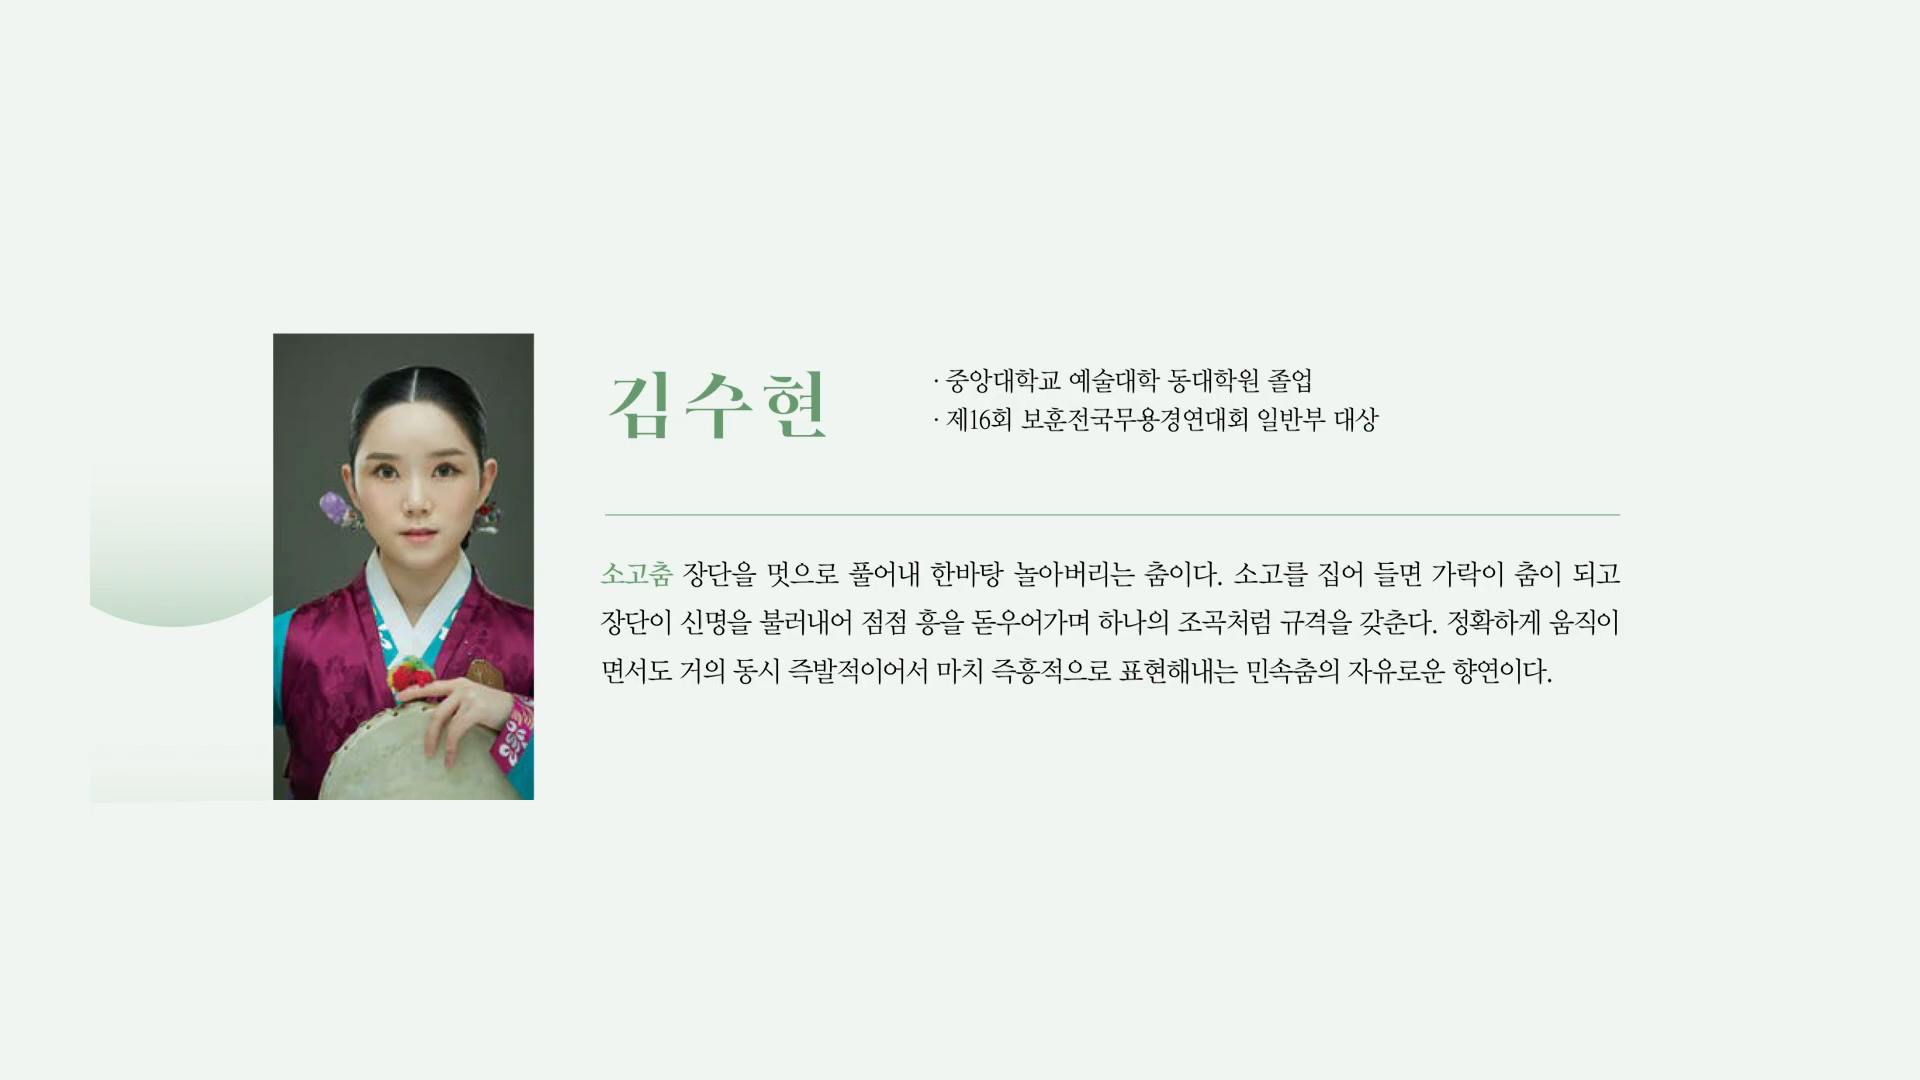 김수현
· 중앙대학교 예술대학 동대학원 졸업
· 제16회 보훈전국무용경연대회 일반부 대상
소고춤 장단을 멋으로 풀어내 한바탕 놀아버리는 춤이다. 소고를 집어 들면 가락이 춤이 되고
장단이 신명을 불러내어 점점 흥을 돋우어가며 하나의 조곡처럼 규격을 갖춘다. 정확하게 움직이
면서도 거의 동시 즉발적이어서 마치 즉흥적으로 표현해내는 민속춤의 자유로운 향연이다.